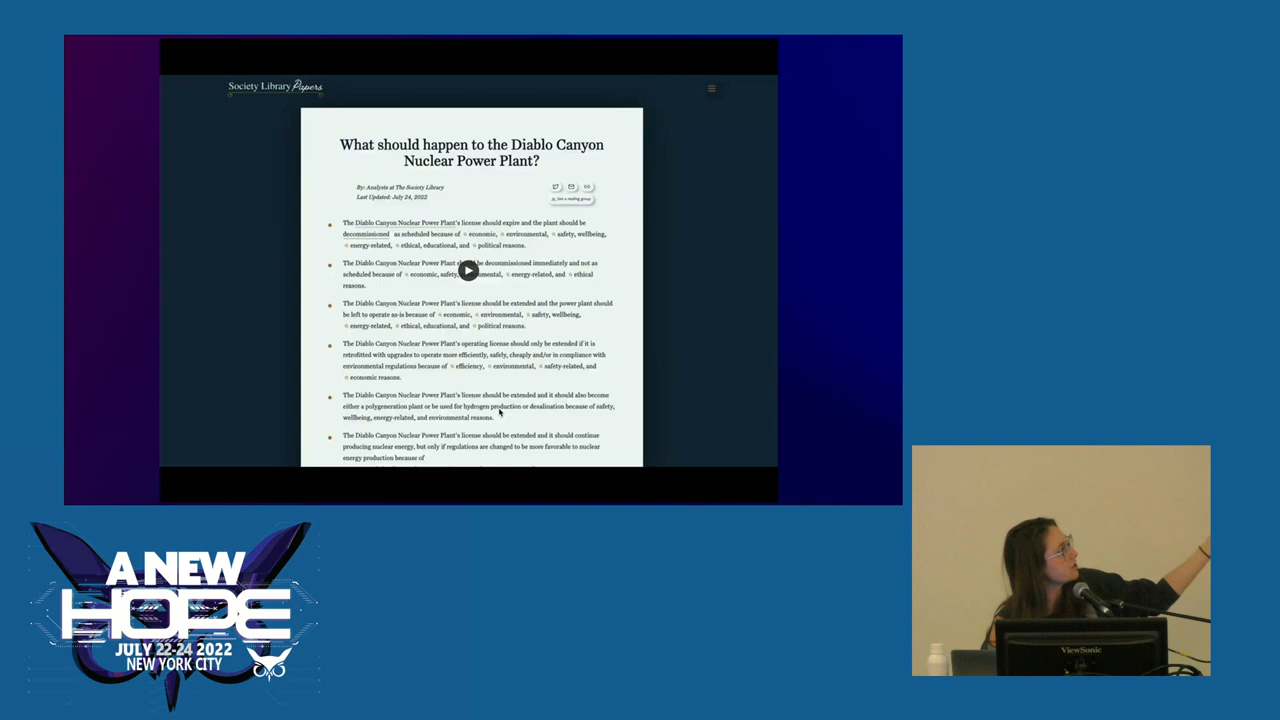 Society Library Papers
What should happen to the Diablo Canyon
Nuclear Power Plant?
By: Analysts at The Society Library
Last Updated: July 24, 2022
Join a reading group
The Diablo Canyon Nuclear Power Plant's license should expire and the plant should be
decommissioned as scheduled because of economic, environmental, safety, wellbeing,
energy-related, ethical, educational, and political reasons.
The Diablo Canyon Nuclear Power Plant should be decommissioned immediately and not as
scheduled because of economic, safety, environmental, energy-related, and ethical
reasons.
The Diablo Canyon Nuclear Power Plant's license should be extended and the power plant should
be left to operate as-is because of economic, environmental, safety, wellbeing,
energy-related, ethical, educational, and political reasons.
The Diablo Canyon Nuclear Power Plant's operating license should only be extended if it is
retrofitted with upgrades to operate more efficiently, safely, cheaply and/or in compliance with
environmental regulations because of efficiency, environmental, safety-related, and
economic reasons.
The Diablo Canyon Nuclear Power Plant's license should be extended and it should also become
either a polygeneration plant or be used for hydrogen production or desalination because of safety,
wellbeing, energy-related, and environmental reasons.
The Diablo Canyon Nuclear Power Plant's license should be extended and it should continue
producing nuclear energy, but only if regulations are changed to be more favorable to nuclear
energy production because of
A NEW
HOPE
JULY 22-24 2022
NEW YORK CITY
ViewSonic